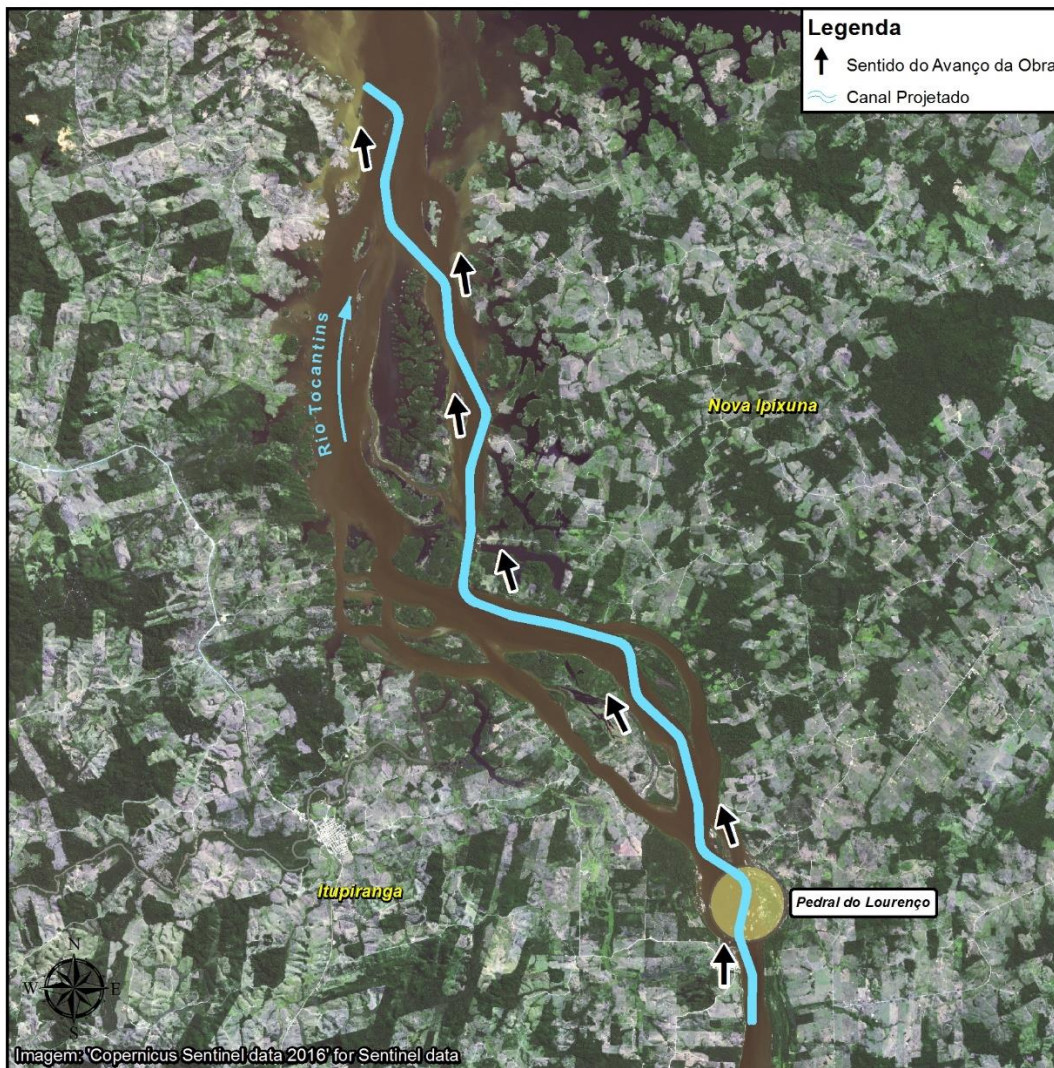 Legenda
Sentido do Avanço da Obra
Canal Projetado
Rio Tocantins
Nova Ipixuna
Itupiranga
Pedral do Lourenço
N
W E
S
Imagem: 'Copernicus Sentinel data 2016' for Sentinel data